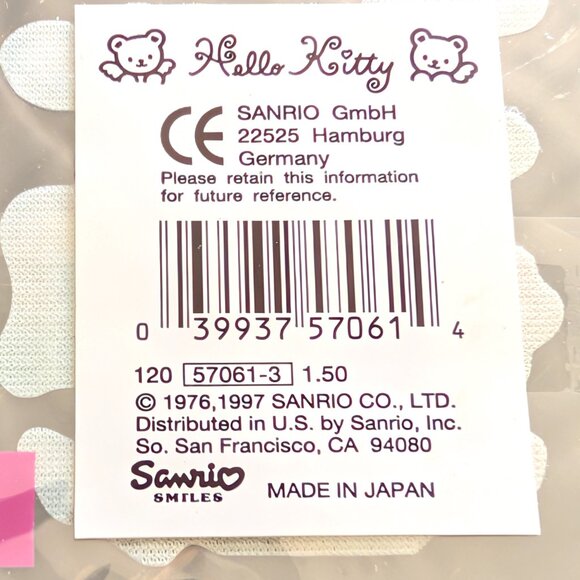 Hello Kitty
CE
SANRIO GmbH
22525 Hamburg
Germany
Please retain this information
for future reference.
0 39937 57061 4
120 57061-3 1.50
© 1976,1997 SANRIO CO., LTD.
Distributed in U.S. by Sanrio, Inc.
So. San Francisco, CA 94080
Sanrio
SMILES
MADE IN JAPAN